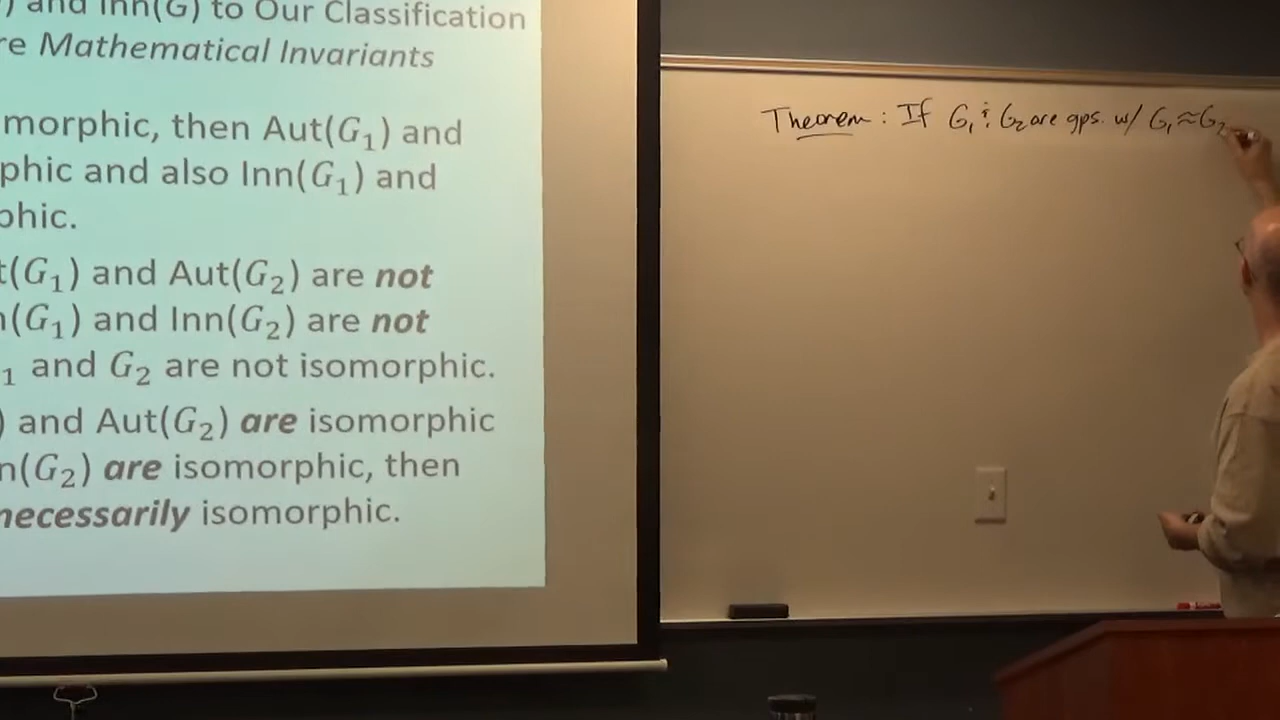 ) and Inn(G) to Our Classification
re Mathematical Invariants
morphic, then Aut(G₁) and
phic and also Inn(G₁) and
phic.
t(G₁) and Aut(G₂) are not
n(G₁) and Inn(G₂) are not
₁ and G₂ are not isomorphic.
) and Aut(G₂) are isomorphic
n(G₂) are isomorphic, then
necessarily isomorphic.
Theorem: If G₁ & G₂ are gps. w/ G₁≈G₂